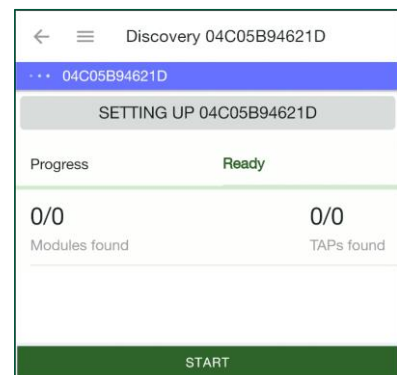 Discovery 04C05B94621D
04C05B94621D
SETTING UP 04C05B94621D
Progress Ready
0/0 0/0
Modules found TAPs found
START